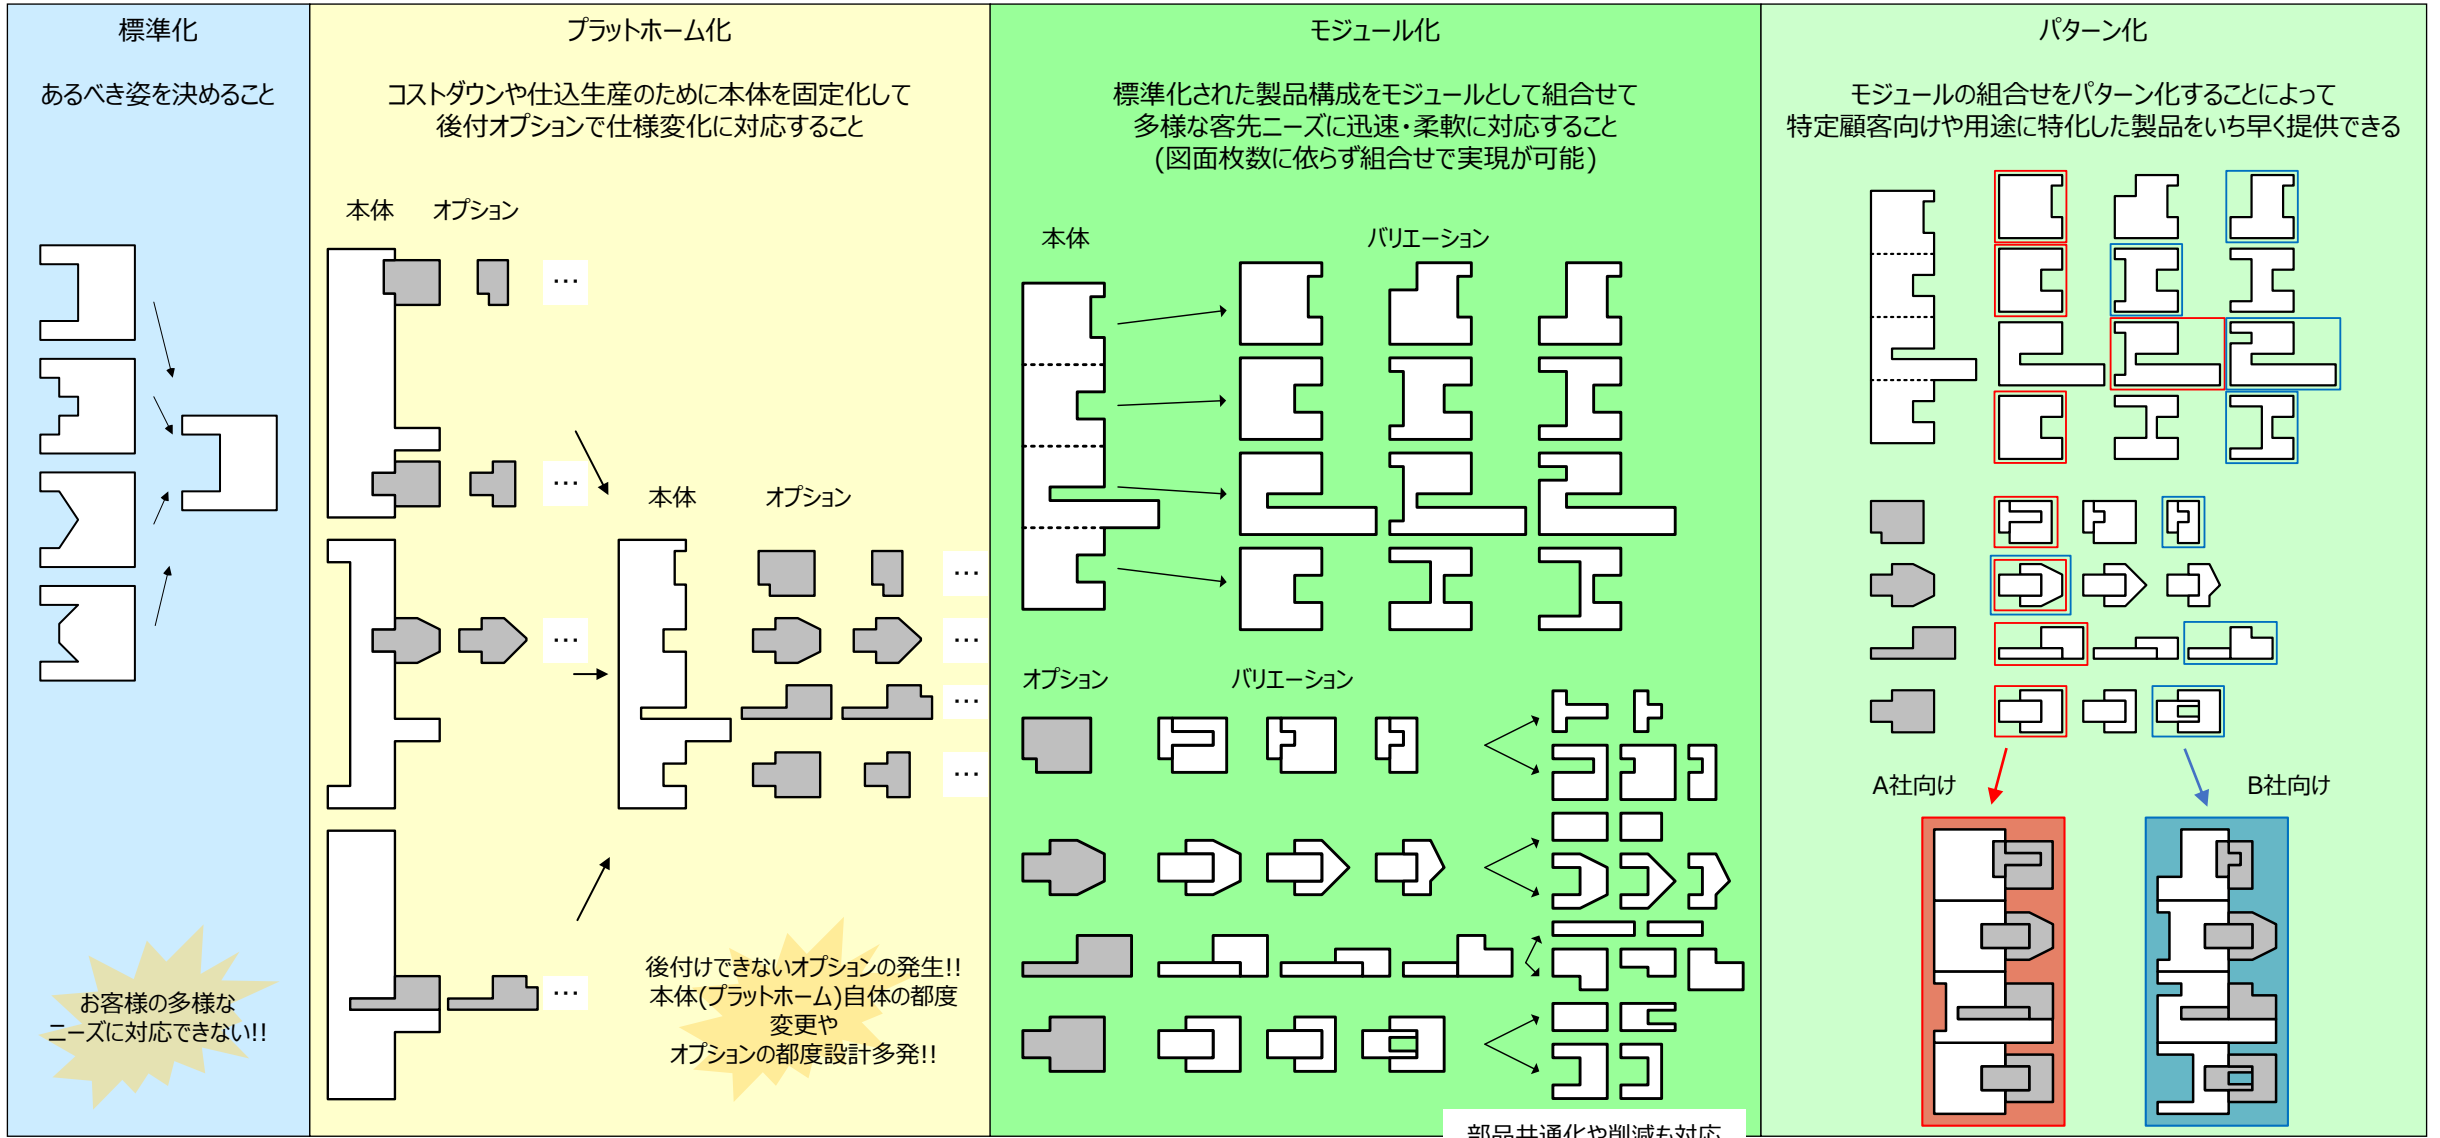 標準化
あるべき姿を決めること
お客様の多様な
ニーズに対応できない!!
プラットホーム化
コストダウンや仕込生産のために本体を固定化して
後付オプションで仕様変化に対応すること
本体
オプション
…
…
…
…
本体
オプション
…
…
…
…
後付けできないオプションの発生!!
本体(プラットホーム)自体の都度
変更や
オプションの都度設計多発!!
モジュール化
標準化された製品構成をモジュールとして組合せて
多様な客先ニーズに迅速・柔軟に対応すること
(図面枚数に依らず組合せで実現が可能)
本体
バリエーション
オプション
バリエーション
部品共通化や削減も対応
パターン化
モジュールの組合せをパターン化することによって
特定顧客向けや用途に特化した製品をいち早く提供できる
A社向け
B社向け